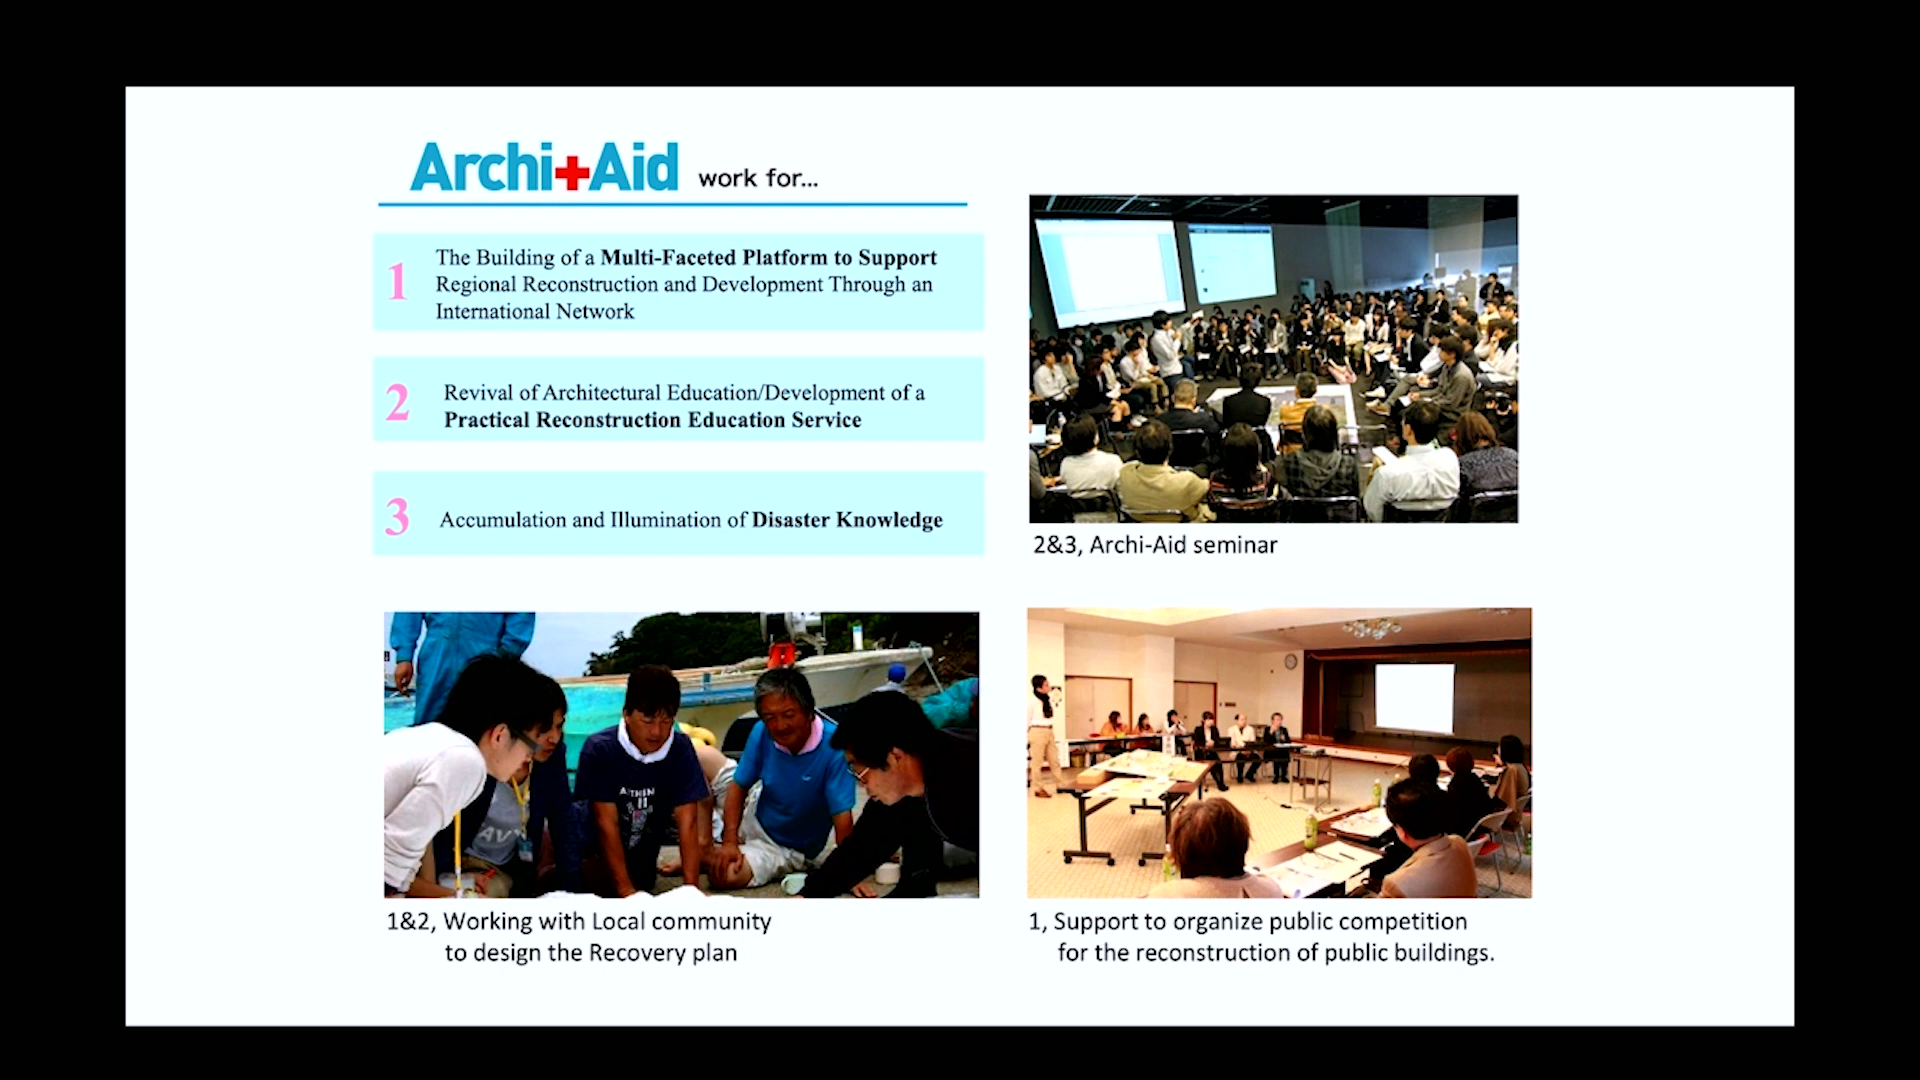 Archi+Aid work for...
1
The Building of a Multi-Faceted Platform to Support
Regional Reconstruction and Development Through an
International Network
2
Revival of Architectural Education/Development of a
Practical Reconstruction Education Service
3
Accumulation and Illumination of Disaster Knowledge
2&3, Archi-Aid seminar
1&2, Working with Local community
to design the Recovery plan
1, Support to organize public competition
for the reconstruction of public buildings.